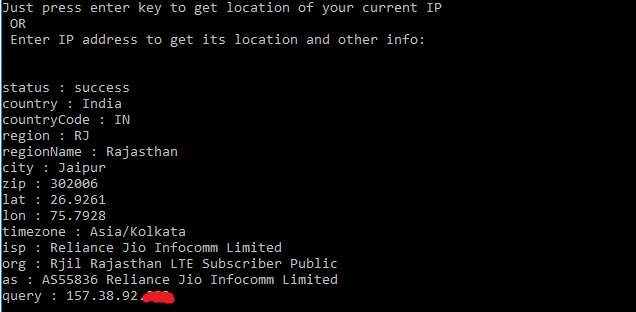 Just press enter key to get location of your current IP
OR
Enter IP address to get its location and other info:
status : success
country : India
countryCode : IN
region : RJ
regionName : Rajasthan
city : Jaipur
zip : 302006
lat : 26.9261
lon : 75.7928
timezone : Asia/Kolkata
isp : Reliance Jio Infocomm Limited
org : Rjil Rajasthan LTE Subscriber Public
as : AS55836 Reliance Jio Infocomm Limited
query : 157.38.92.